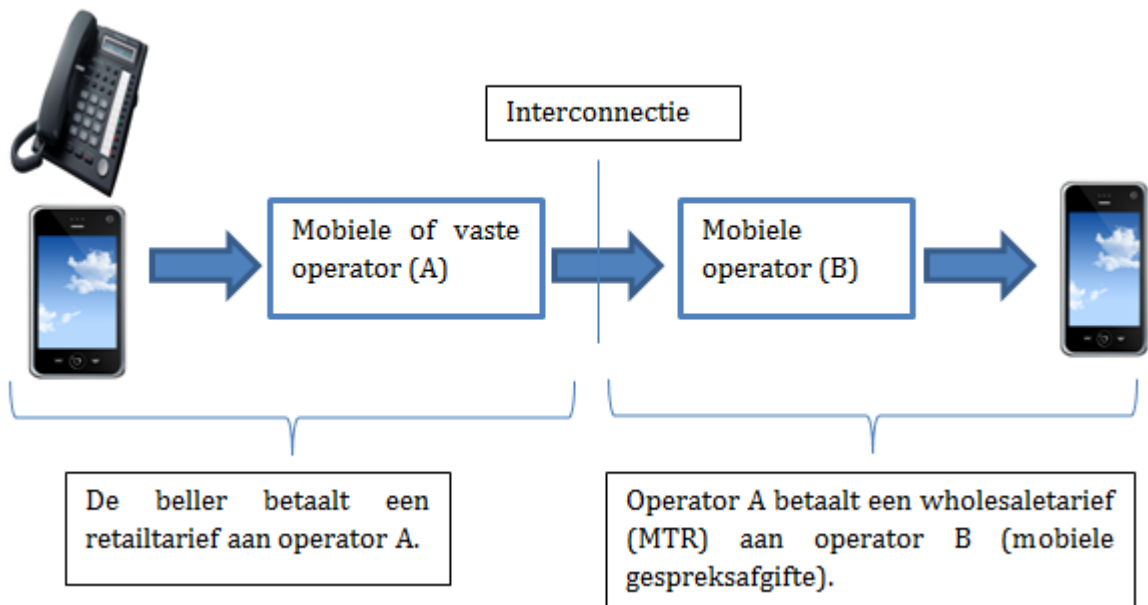 Interconnectie
Mobiele of vaste
operator (A)
Mobiele
operator (B)
De beller betaalt een
retailtarief aan operator A.
Operator A betaalt een wholesaletarief
(MTR) aan operator B (mobiele
gespreksafgifte).